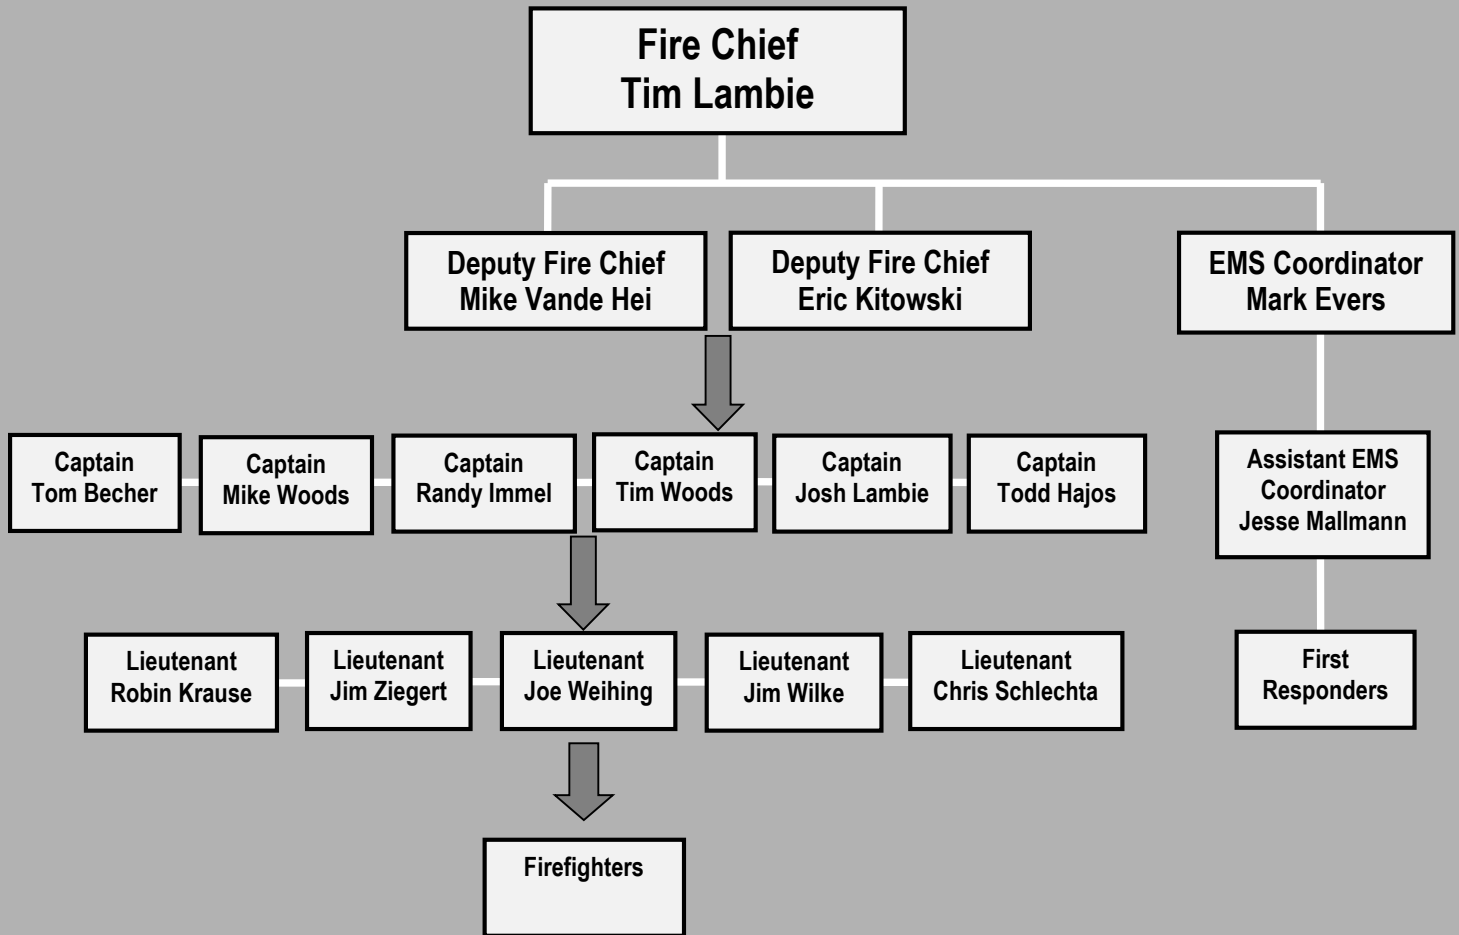 Fire Chief
Tim Lambie
Deputy Fire Chief
Mike Vande Hei
Deputy Fire Chief
Eric Kitowski
EMS Coordinator
Mark Evers
Captain
Tom Becher
Captain
Mike Woods
Captain
Randy Immel
Captain
Tim Woods
Captain
Josh Lambie
Captain
Todd Hajos
Assistant EMS
Coordinator
Jesse Mallmann
Lieutenant
Robin Krause
Lieutenant
Jim Ziegert
Lieutenant
Joe Weihing
Lieutenant
Jim Wilke
Lieutenant
Chris Schlechta
First
Responders
Firefighters